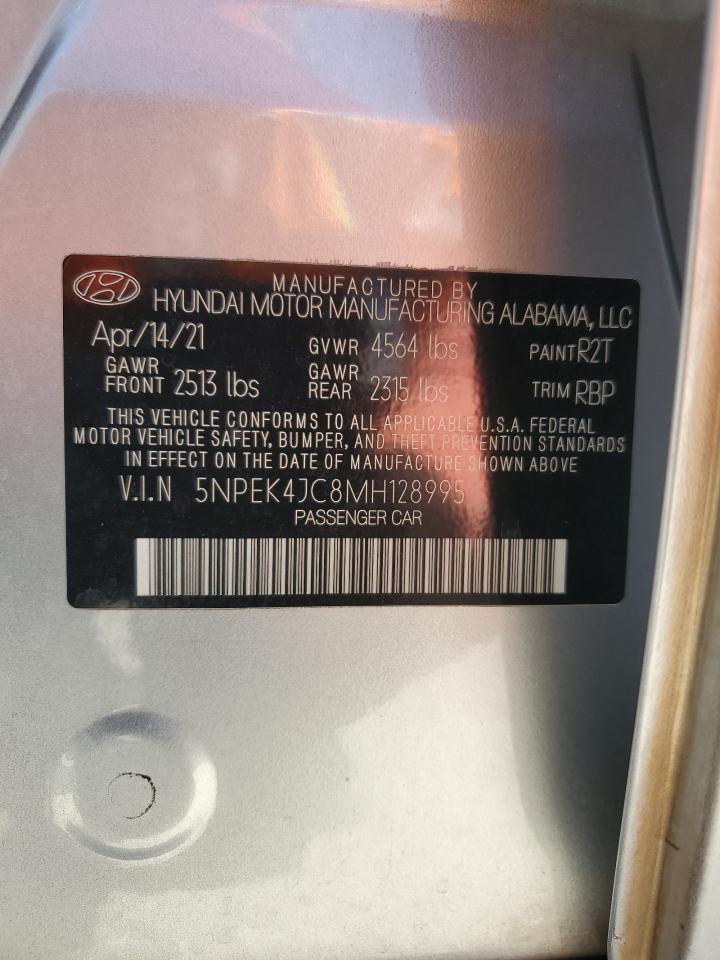 MANUFACTURED BY
HYUNDAI MOTOR MANUFACTURING ALABAMA, LLC
Apr/14/21 GVWR 4564 lbs PAINT R2T
GAWR FRONT 2513 lbs GAWR REAR 2315 lbs TRIM RBP
THIS VEHICLE CONFORMS TO ALL APPLICABLE U.S.A. FEDERAL
MOTOR VEHICLE SAFETY, BUMPER, AND THEFT PREVENTION STANDARDS
IN EFFECT ON THE DATE OF MANUFACTURE SHOWN ABOVE
V.I.N 5NPEK4JC8MH128995
PASSENGER CAR